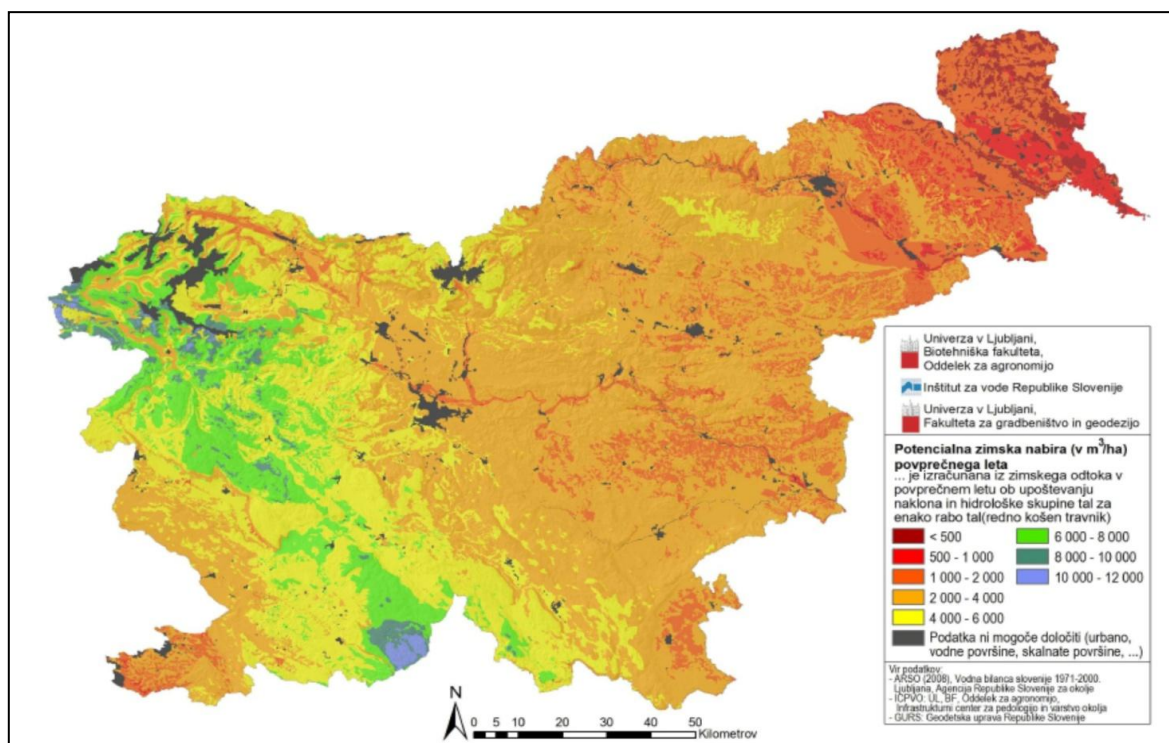 Univerza v Ljubljani,
Biotehniška fakulteta,
Oddelek za agronomijo
Inštitut za vode Republike Slovenije
Univerza v Ljubljani,
Fakulteta za gradbeništvo in geodezijo
Potencialna zimska nabira (v m³/ha)
povprečnega leta
... je izračunana iz zimskega odtoka v
povprečnem letu ob upoštevanju
naklona in hidrološke skupine tal za
enako rabo tal(redno košen travnik)
< 500
500 - 1 000
1 000 - 2 000
2 000 - 4 000
4 000 - 6 000
6 000 - 8 000
8 000 - 10 000
10 000 - 12 000
Podatka ni mogoče določiti (urbano,
vodne površine, skalnate površine, ...)
Vir podatkov:
- ARSO (2008), Vodna bilanca slovenije 1971-2000.
Ljubljana, Agencija Republike Slovenije za okolje
- ICPVO: UL, BF, Oddelek za agronomijo,
Infrastrukturni center za pedologijo in varstvo okolja
- GURS: Geodetska uprava Republike Slovenije
N
0 5 10 20 30 40 50
Kilometrov